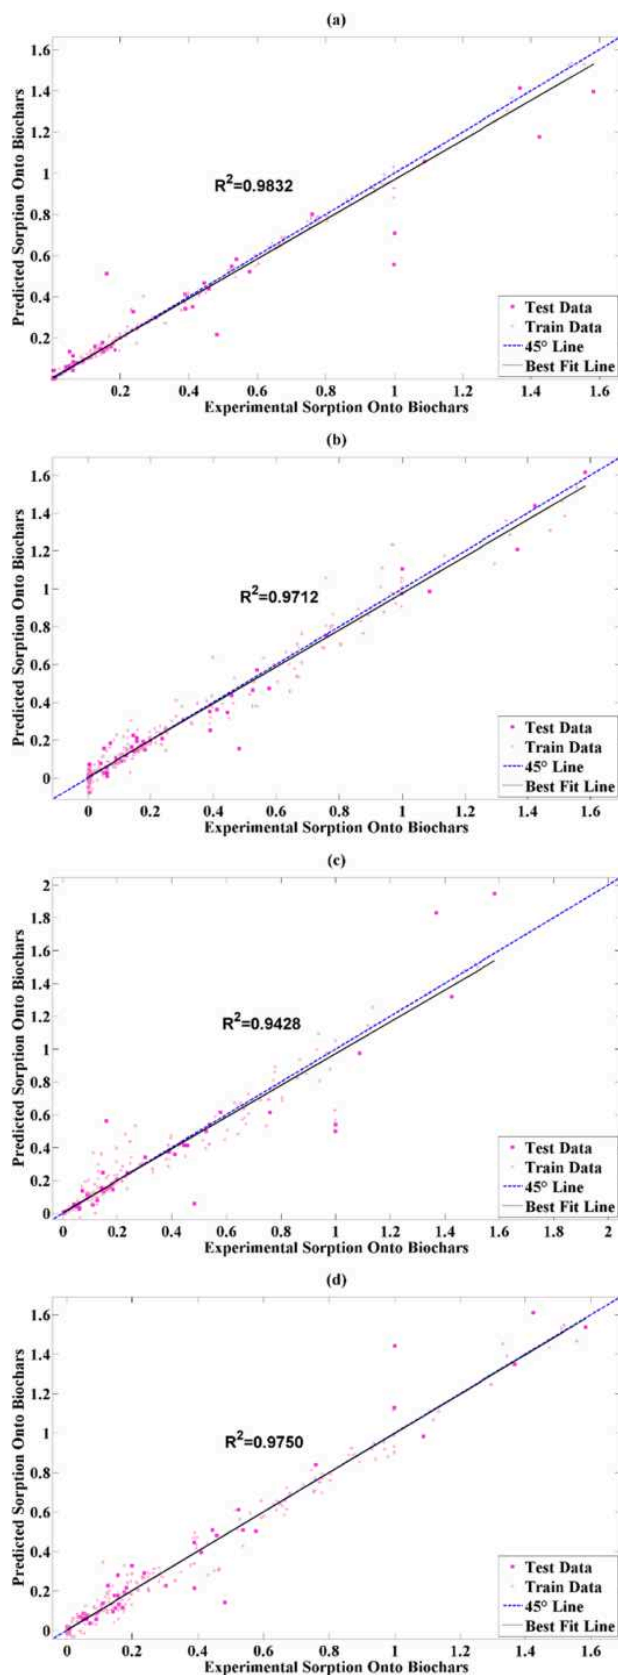 (a)
1.6
1.4
1.2
1
0.8
0.6
0.4
0.2
Predicted Sorption Onto Biochars
R²=0.9832
Test Data
Train Data
45° Line
Best Fit Line
0.2 0.4 0.6 0.8 1 1.2 1.4 1.6
Experimental Sorption Onto Biochars
(b)
1.6
1.4
1.2
1
0.8
0.6
0.4
0.2
0
Predicted Sorption Onto Biochars
R²=0.9712
Test Data
Train Data
45° Line
Best Fit Line
0 0.2 0.4 0.6 0.8 1 1.2 1.4 1.6
Experimental Sorption Onto Biochars
(c)
2
1.8
1.6
1.4
1.2
1
0.8
0.6
0.4
0.2
0
Predicted Sorption Onto Biochars
R²=0.9428
Test Data
Train Data
45° Line
Best Fit Line
0 0.2 0.4 0.6 0.8 1 1.2 1.4 1.6 1.8 2
Experimental Sorption Onto Biochars
(d)
1.6
1.4
1.2
1
0.8
0.6
0.4
0.2
0
Predicted Sorption Onto Biochars
R²=0.9750
Test Data
Train Data
45° Line
Best Fit Line
0 0.2 0.4 0.6 0.8 1 1.2 1.4 1.6
Experimental Sorption Onto Biochars